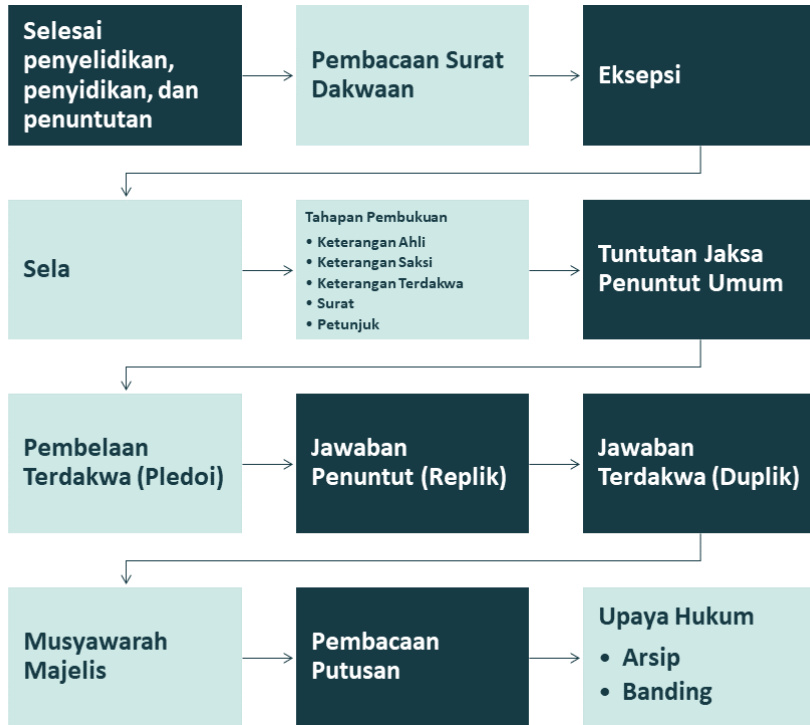 Selesai
penyelidikan,
penyidikan, dan
penuntutan
Pembacaan Surat
Dakwaan
Eksepsi
Sela
Tahapan Pembukuan
• Keterangan Ahli
• Keterangan Saksi
• Keterangan Terdakwa
• Surat
• Petunjuk
Tuntutan Jaksa
Penuntut Umum
Pembelaan
Terdakwa (Pledoi)
Jawaban
Penuntut (Replik)
Jawaban
Terdakwa (Duplik)
Musyawarah
Majelis
Pembacaan
Putusan
Upaya Hukum
• Arsip
• Banding